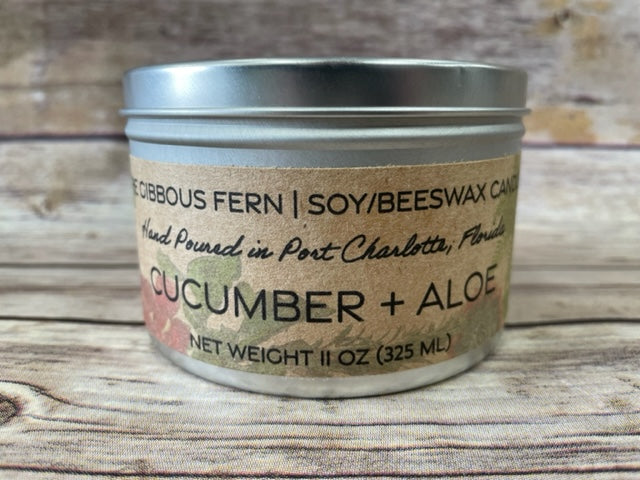 GIBBOUS FERN | SOY/BEESWAX
Hand Poured in Port Charlotte, Florida
CUCUMBER + ALOE
NET WEIGHT 11 OZ (325 ML)